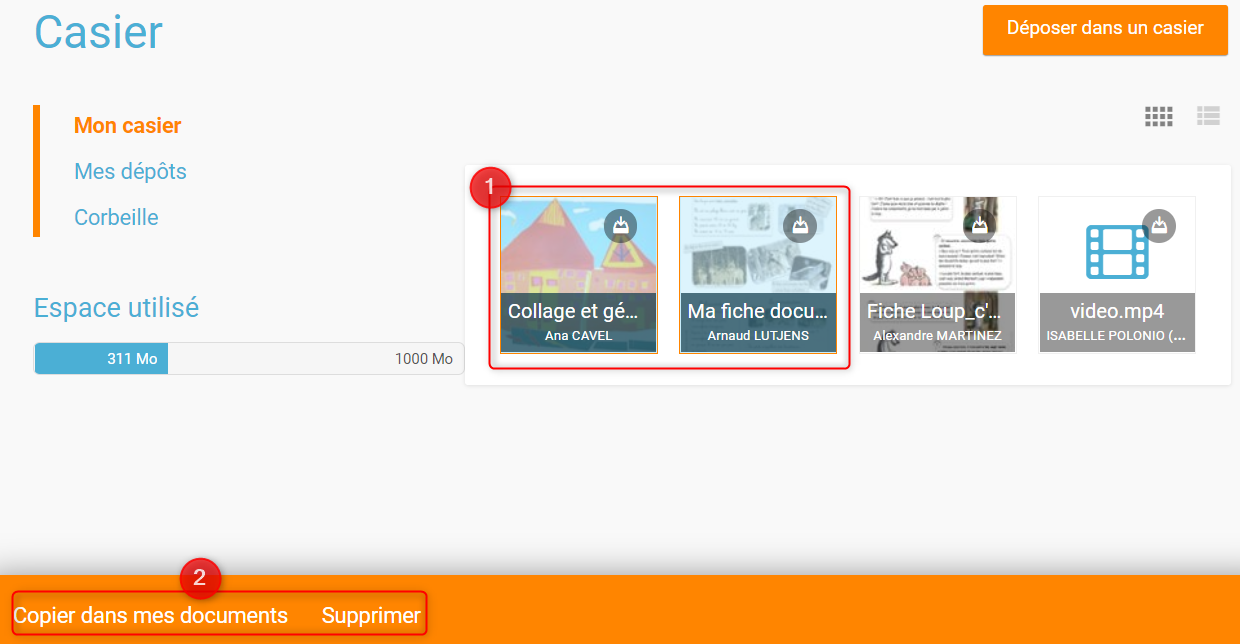 Casier
Déposer dans un casier
Mon casier
Mes dépôts
Corbeille
Espace utilisé
311 Mo
1000 Mo
1
Collage et gé...
Ana CAVEL
Ma fiche docu...
Arnaud LUTJENS
Fiche Loup_c'...
Alexandre MARTINEZ
video.mp4
ISABELLE POLONIO (...
2
Copier dans mes documents
Supprimer